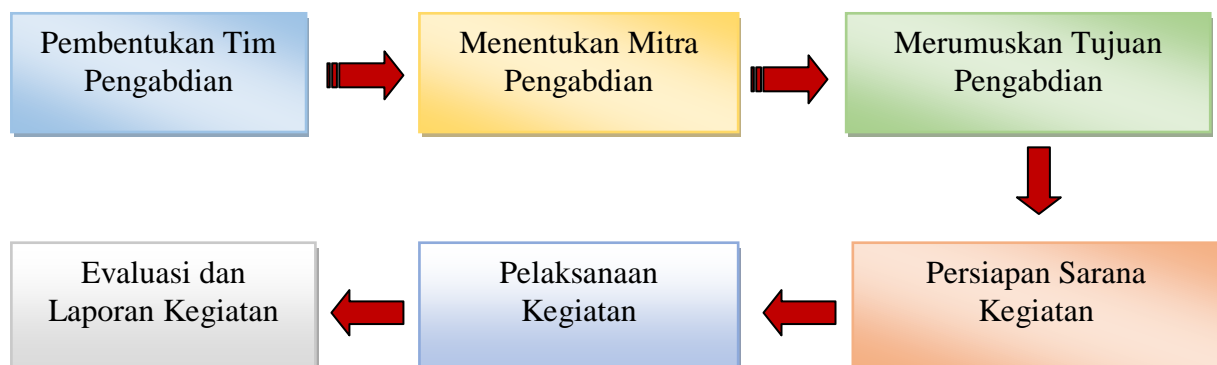 Pembentukan Tim
Pengabdian
Menentukan Mitra
Pengabdian
Merumuskan Tujuan
Pengabdian
Persiapan Sarana
Kegiatan
Pelaksanaan
Kegiatan
Evaluasi dan
Laporan Kegiatan